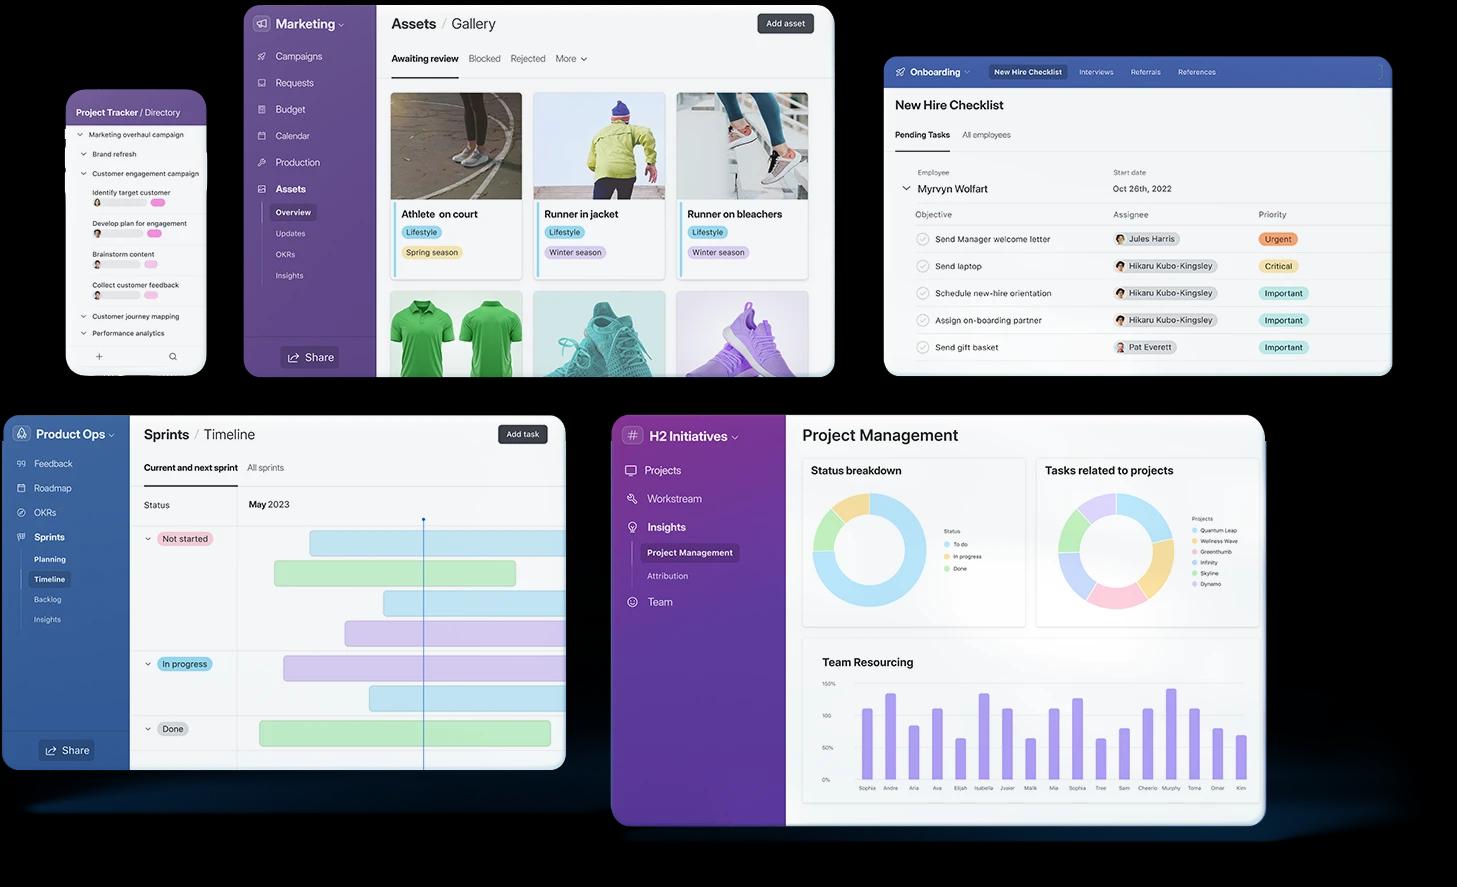 Project Tracker / Directory
Marketing overhaul campaign
Brand refresh
Customer engagement campaign
Identify target customer
Develop plan for engagement
Brainstorm content
Collect customer feedback
Customer journey mapping
Performance analytics
Marketing
Campaigns
Requests
Budget
Calendar
Production
Assets
Overview
Updates
OKRs
Insights
Share
Assets / Gallery
Add asset
Awaiting review Blocked Rejected More
Athlete on court
Lifestyle
Spring season
Runner in jacket
Lifestyle
Winter season
Runner on bleachers
Lifestyle
Winter season
Onboarding New Hire Checklist Interviews Referrals References
New Hire Checklist
Pending Tasks All employees
Employee Start date
Myrvyn Wolfart Oct 26th, 2022
Objective Assignee Priority
Send Manager welcome letter Jules Harris Urgent
Send laptop Hikaru Kubo-Kingsley Critical
Schedule new-hire orientation Hikaru Kubo-Kingsley Important
Assign on-boarding partner Hikaru Kubo-Kingsley Important
Send gift basket Pat Everett Important
Product Ops
Feedback
Roadmap
OKRs
Sprints
Planning
Timeline
Backlog
Insights
Share
Sprints / Timeline
Add task
Current and next sprint All sprints
Status May 2023
Not started
In progress
Done
H2 Initiatives
Projects
Workstream
Insights
Project Management
Attribution
Team
Project Management
Status breakdown
Status
To do
In progress
Done
Tasks related to projects
Projects
Quantum Leap
Wellness Wave
Greenthumb
Infinity
Skyline
Dynamo
Team Resourcing
150%
100
50%
0%
Sophia Andre Aria Ava Elijah Isabella Jvaier Malik Mia Sophia Tree Sam Cheerio Murphy Toma Omar Kim